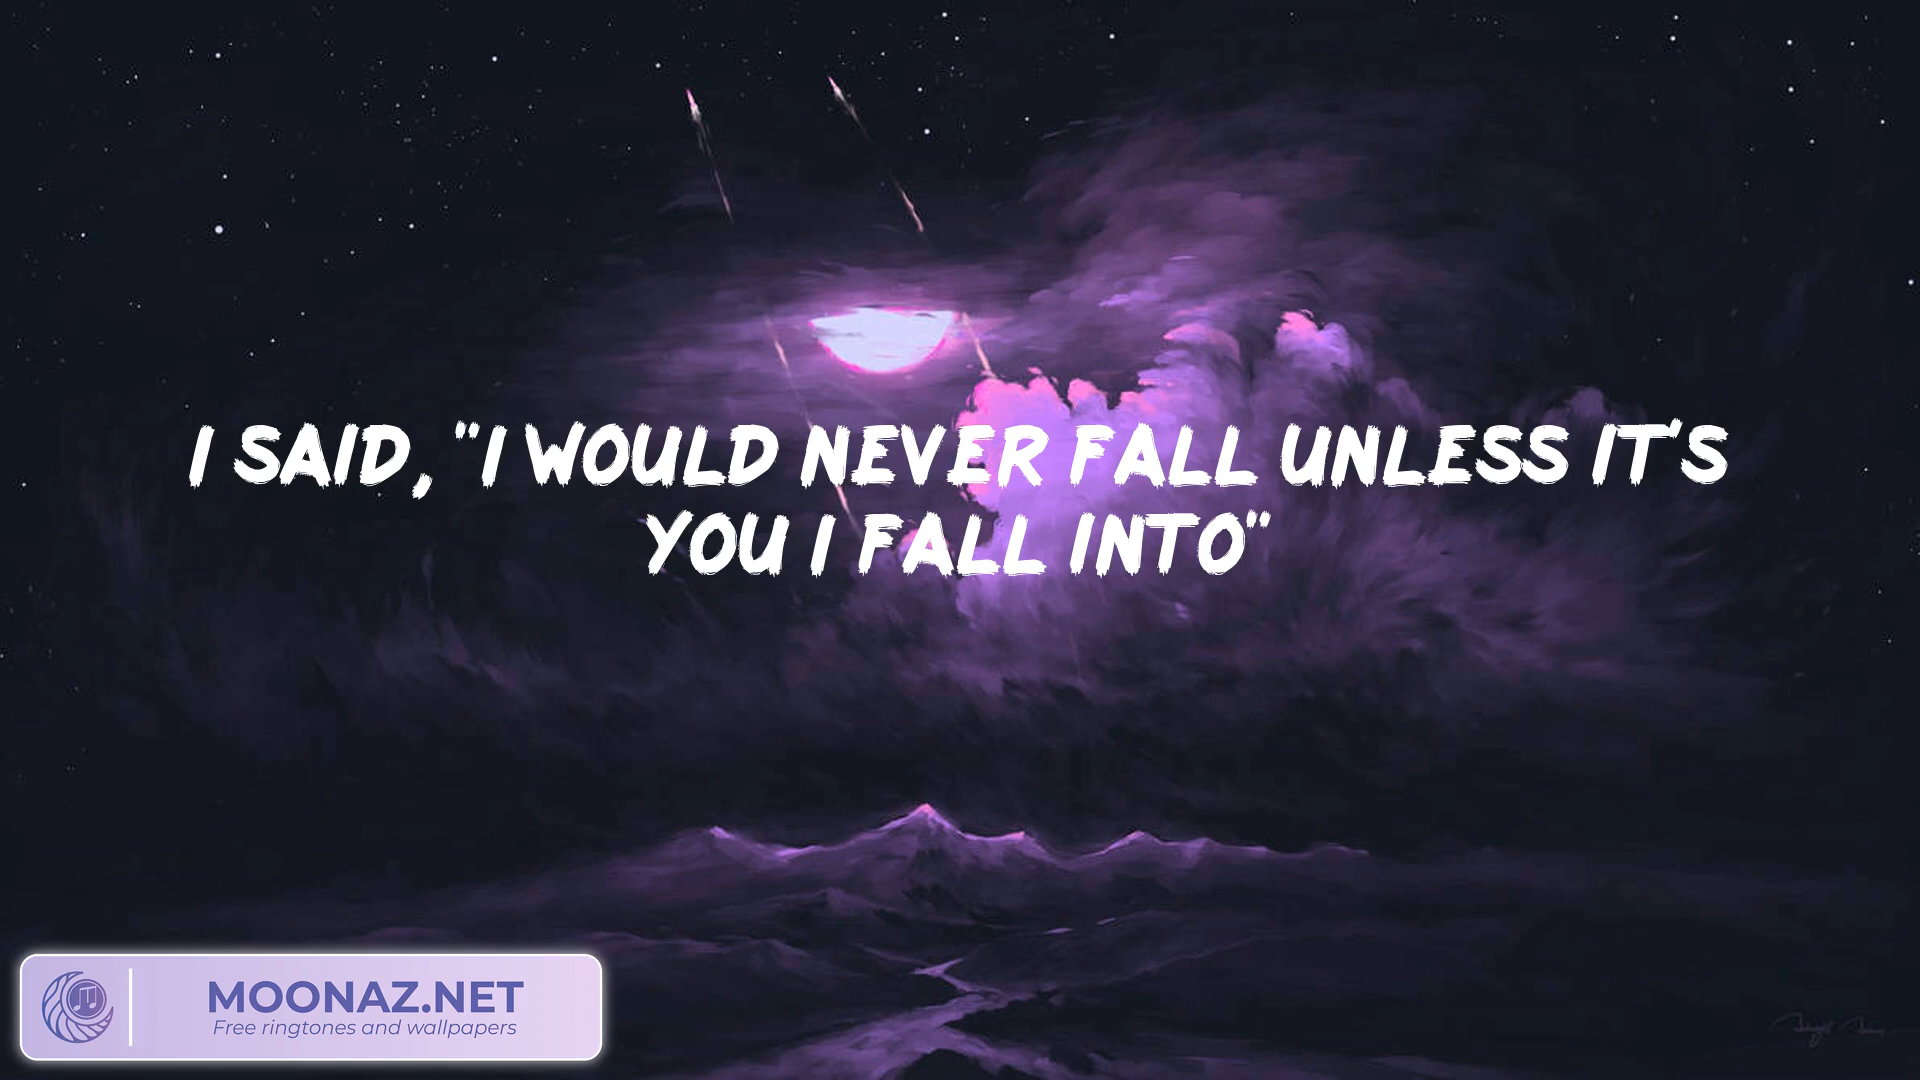 I SAID, "I WOULD NEVER FALL UNLESS IT'S
YOU I FALL INTO"
MOONAZ.NET
Free ringtones and wallpapers